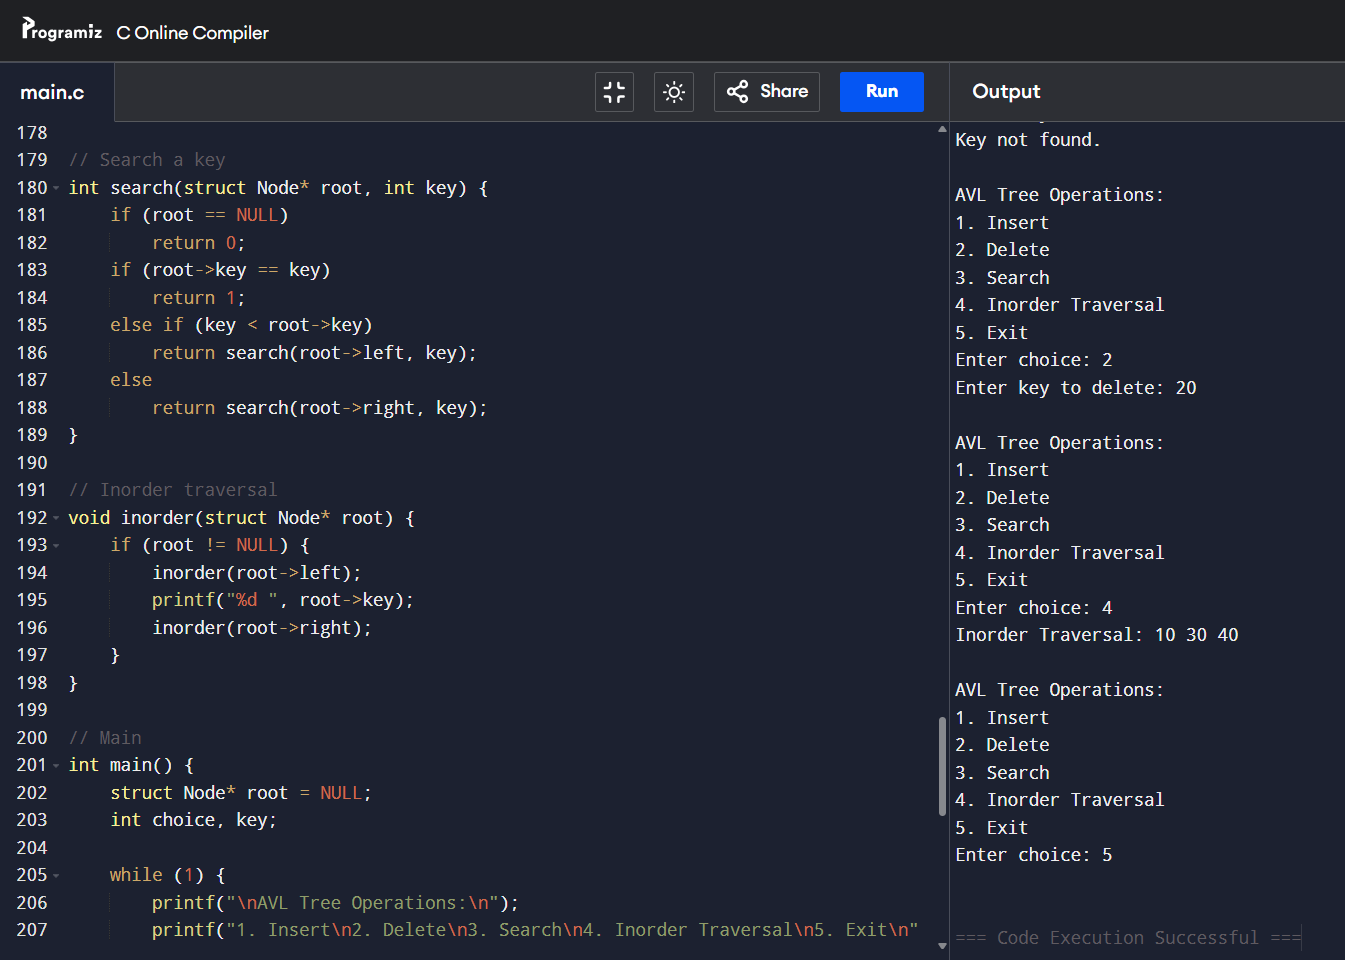 Programiz C Online Compiler
main.c
Share
Run
Output
178
179 // Search a key
180 int search(struct Node* root, int key) {
181     if (root == NULL)
182         return 0;
183     if (root->key == key)
184         return 1;
185     else if (key < root->key)
186         return search(root->left, key);
187     else
188         return search(root->right, key);
189 }
190
191 // Inorder traversal
192 void inorder(struct Node* root) {
193     if (root != NULL) {
194         inorder(root->left);
195         printf("%d ", root->key);
196         inorder(root->right);
197     }
198 }
199
200 // Main
201 int main() {
202     struct Node* root = NULL;
203     int choice, key;
204
205     while (1) {
206         printf("\nAVL Tree Operations:\n");
207         printf("1. Insert\n2. Delete\n3. Search\n4. Inorder Traversal\n5. Exit\n"
Key not found.
AVL Tree Operations:
1. Insert
2. Delete
3. Search
4. Inorder Traversal
5. Exit
Enter choice: 2
Enter key to delete: 20
AVL Tree Operations:
1. Insert
2. Delete
3. Search
4. Inorder Traversal
5. Exit
Enter choice: 4
Inorder Traversal: 10 30 40
AVL Tree Operations:
1. Insert
2. Delete
3. Search
4. Inorder Traversal
5. Exit
Enter choice: 5
=== Code Execution Successful ===